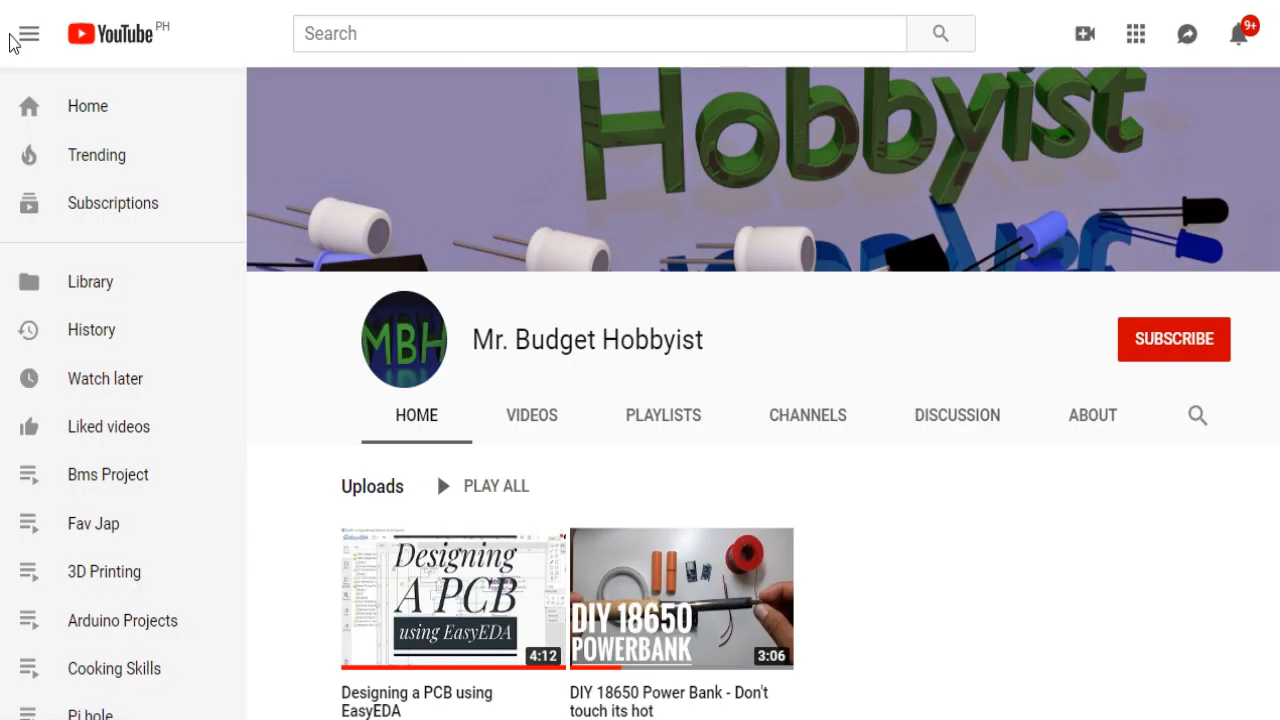 YouTube PH
Search
9+
Home
Trending
Subscriptions
Library
History
Watch later
Liked videos
Bms Project
Fav Jap
3D Printing
Arduino Projects
Cooking Skills
Pi hole
Hobbyist
MBH
Mr. Budget Hobbyist
SUBSCRIBE
HOME VIDEOS PLAYLISTS CHANNELS DISCUSSION ABOUT
Uploads PLAY ALL
Designing
A PCB
using EasyEDA
4:12
DIY 18650
POWERBANK
3:06
Designing a PCB using
EasyEDA
DIY 18650 Power Bank - Don't
touch its hot